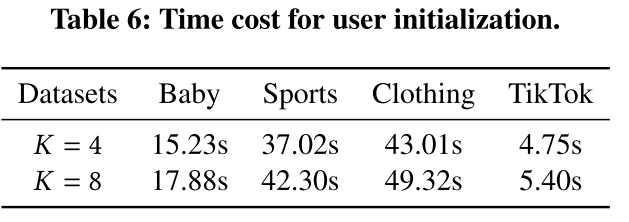 Table 6: Time cost for user initialization.
Datasets Baby Sports Clothing TikTok
K = 4 15.23s 37.02s 43.01s 4.75s
K = 8 17.88s 42.30s 49.32s 5.40s